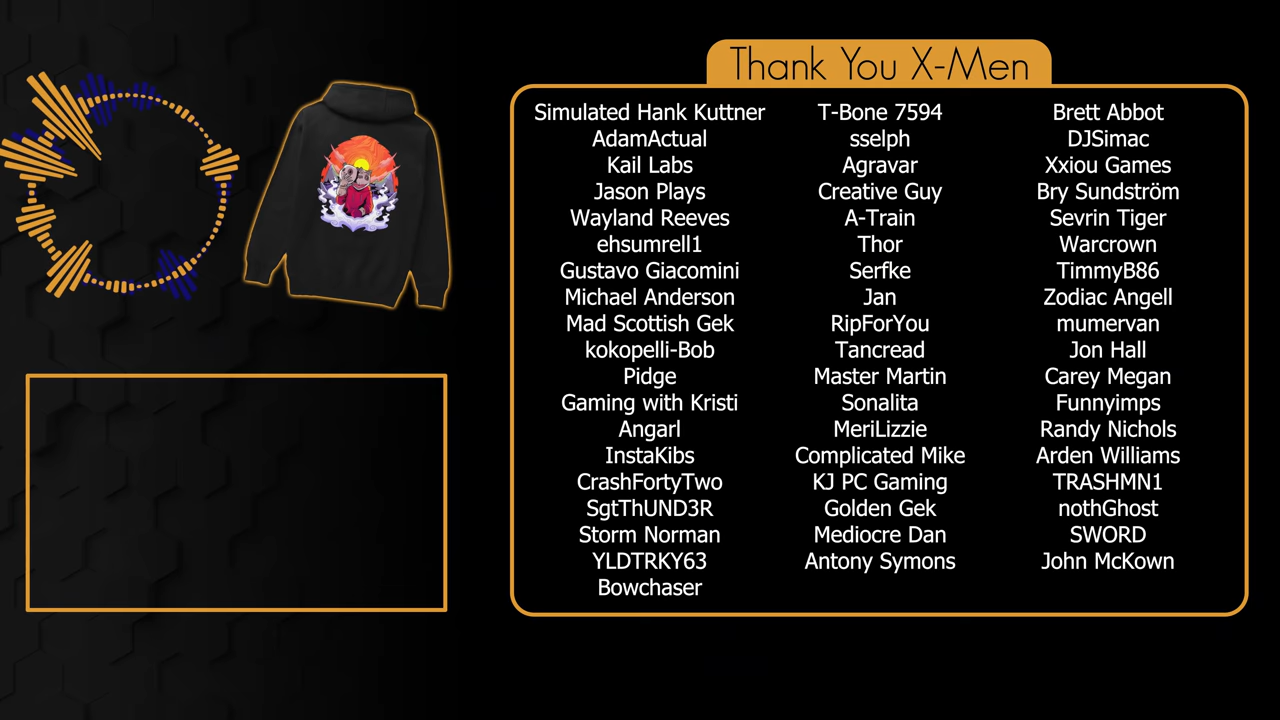 Thank You X-Men
Simulated Hank Kuttner
AdamActual
Kail Labs
Jason Plays
Wayland Reeves
ehsumrell1
Gustavo Giacomini
Michael Anderson
Mad Scottish Gek
kokopelli-Bob
Pidge
Gaming with Kristi
Angarl
InstaKibs
CrashFortyTwo
SgtThUND3R
Storm Norman
YLDTRKY63
Bowchaser
T-Bone 7594
sselph
Agravar
Creative Guy
A-Train
Thor
Serfke
Jan
RipForYou
Tancread
Master Martin
Sonalita
MeriLizzie
Complicated Mike
KJ PC Gaming
Golden Gek
Mediocre Dan
Antony Symons
Brett Abbot
DJSimac
Xxiou Games
Bry Sundström
Sevrin Tiger
Warcrown
TimmyB86
Zodiac Angell
mumervan
Jon Hall
Carey Megan
Funnyimps
Randy Nichols
Arden Williams
TRASHMN1
nothGhost
SWORD
John McKown